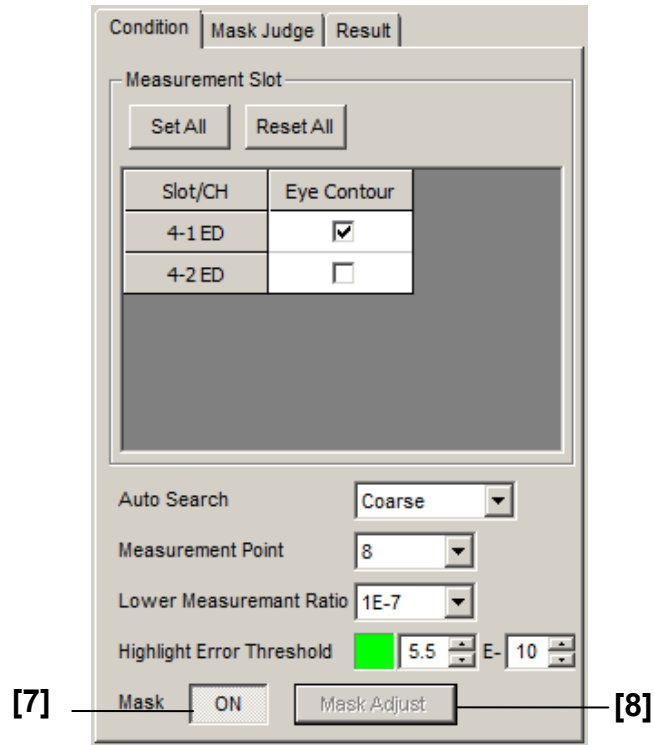 Condition Mask Judge Result
Measurement Slot
Set All Reset All
Slot/CH Eye Contour
4-1 ED
4-2 ED
Auto Search Coarse
Measurement Point 8
Lower Measuremant Ratio 1E-7
Highlight Error Threshold 5.5 E- 10
[7] Mask ON Mask Adjust [8]